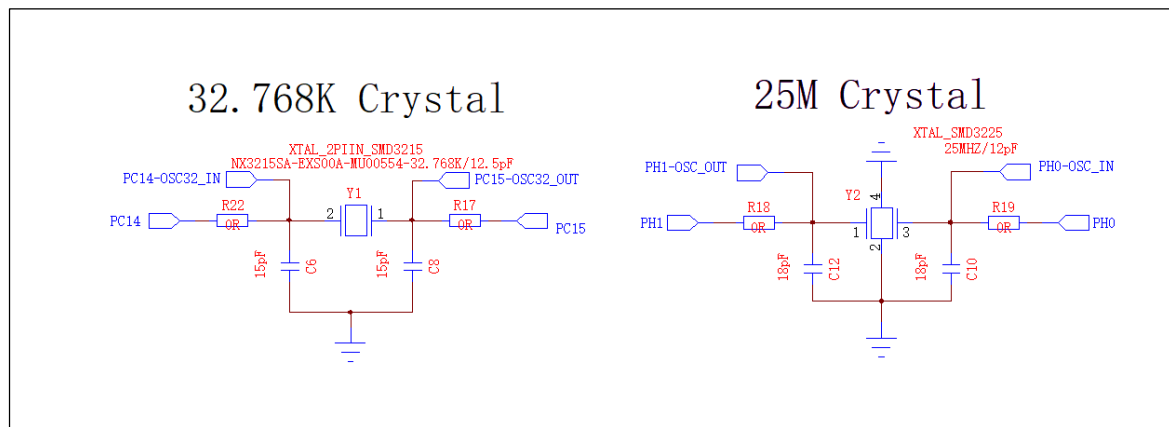 32.768K Crystal
XTAL_2PIIN_SMD3215
NX3215SA-EXS00A-MU00554-32.768K/12.5pF
PC14-OSC32_IN
PC15-OSC32_OUT
Y1
PC14
R22
0R
2
1
R17
0R
PC15
15pF
C6
15pF
C8
25M Crystal
XTAL_SMD3225
25MHZ/12pF
PH1-OSC_OUT
PH0-OSC_IN
4
Y2
PH1
R18
0R
1
3
2
R19
0R
PH0
18pF
C12
18pF
C10